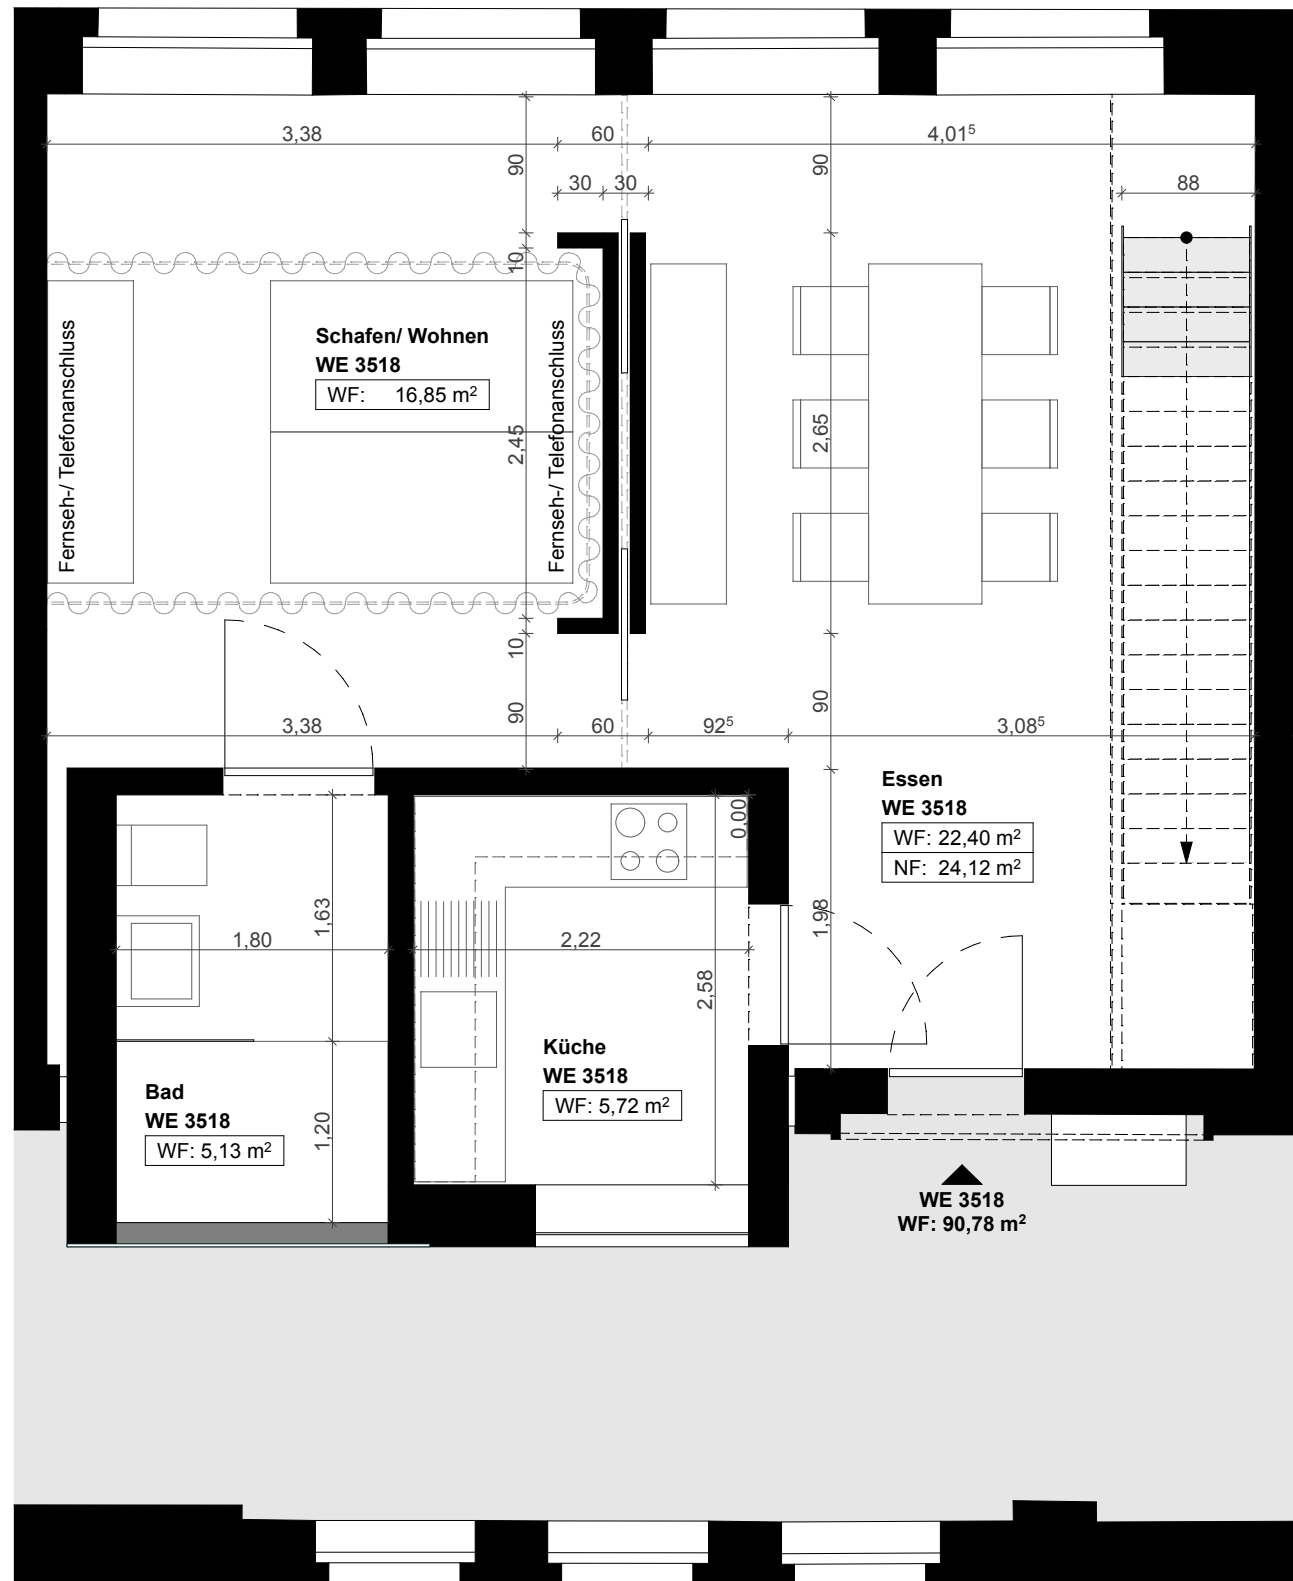 3,38
60
4,01⁵
90
90
30
30
88
10
Schafen/ Wohnen
WE 3518
WF: 16,85 m²
Fernseh-/ Telefonanschluss
Fernseh-/ Telefonanschluss
2,45
2,65
10
90
90
3,38
60
92⁵
3,08⁵
Essen
WE 3518
WF: 22,40 m²
NF: 24,12 m²
0,00
1,63
1,98
1,80
2,22
2,58
Küche
WE 3518
WF: 5,72 m²
Bad
WE 3518
WF: 5,13 m²
1,20
WE 3518
WF: 90,78 m²